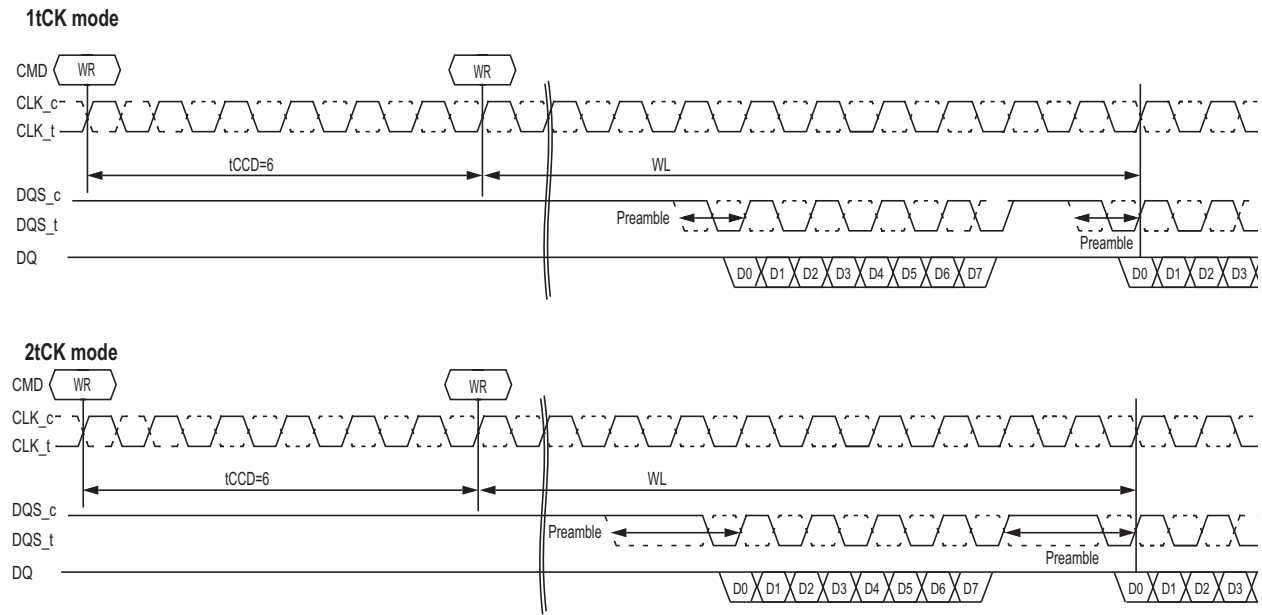 1tCK mode
CMD WR WR
CLK_c
CLK_t
tCCD=6 WL
DQS_c
Preamble
DQS_t
Preamble
DQ
D0 D1 D2 D3 D4 D5 D6 D7 D0 D1 D2 D3
2tCK mode
CMD WR WR
CLK_c
CLK_t
tCCD=6 WL
DQS_c
Preamble
DQS_t
Preamble
DQ
D0 D1 D2 D3 D4 D5 D6 D7 D0 D1 D2 D3